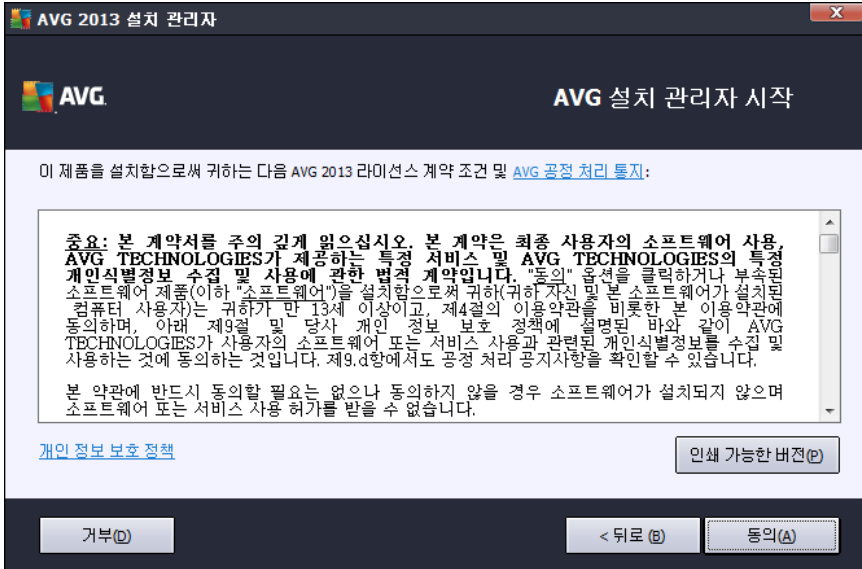 AVG 2013 설치 관리자
AVG.
AVG 설치 관리자 시작
이 제품을 설치함으로써 귀하는 다음 AVG 2013 라이선스 계약 조건 및 AVG 공정 처리 통지:
중요: 본 계약서를 주의 깊게 읽으십시오. 본 계약은 최종 사용자의 소프트웨어 사용,
AVG TECHNOLOGIES가 제공하는 특정 서비스 및 AVG TECHNOLOGIES의 특정
개인식별정보 수집 및 사용에 관한 법적 계약입니다. "동의" 옵션을 클릭하거나 부속된
소프트웨어 제품(이하 "소프트웨어")을 설치함으로써 귀하(귀하 자신 및 본 소프트웨어가 설치된
컴퓨터 사용자)는 귀하가 만 13세 이상이고, 제4절의 이용약관을 비롯한 본 이용약관에
동의하며, 아래 제9절 및 당사 개인 정보 보호 정책에 설명된 바와 같이 AVG
TECHNOLOGIES가 사용자의 소프트웨어 또는 서비스 사용과 관련된 개인식별정보를 수집 및
사용하는 것에 동의하는 것입니다. 제9.d항에서도 공정 처리 공지사항을 확인할 수 있습니다.
본 약관에 반드시 동의할 필요는 없으나 동의하지 않을 경우 소프트웨어가 설치되지 않으며
소프트웨어 또는 서비스 사용 허가를 받을 수 없습니다.
개인 정보 보호 정책
인쇄 가능한 버전(P)
거부(D)
< 뒤로 (B)
동의(A)